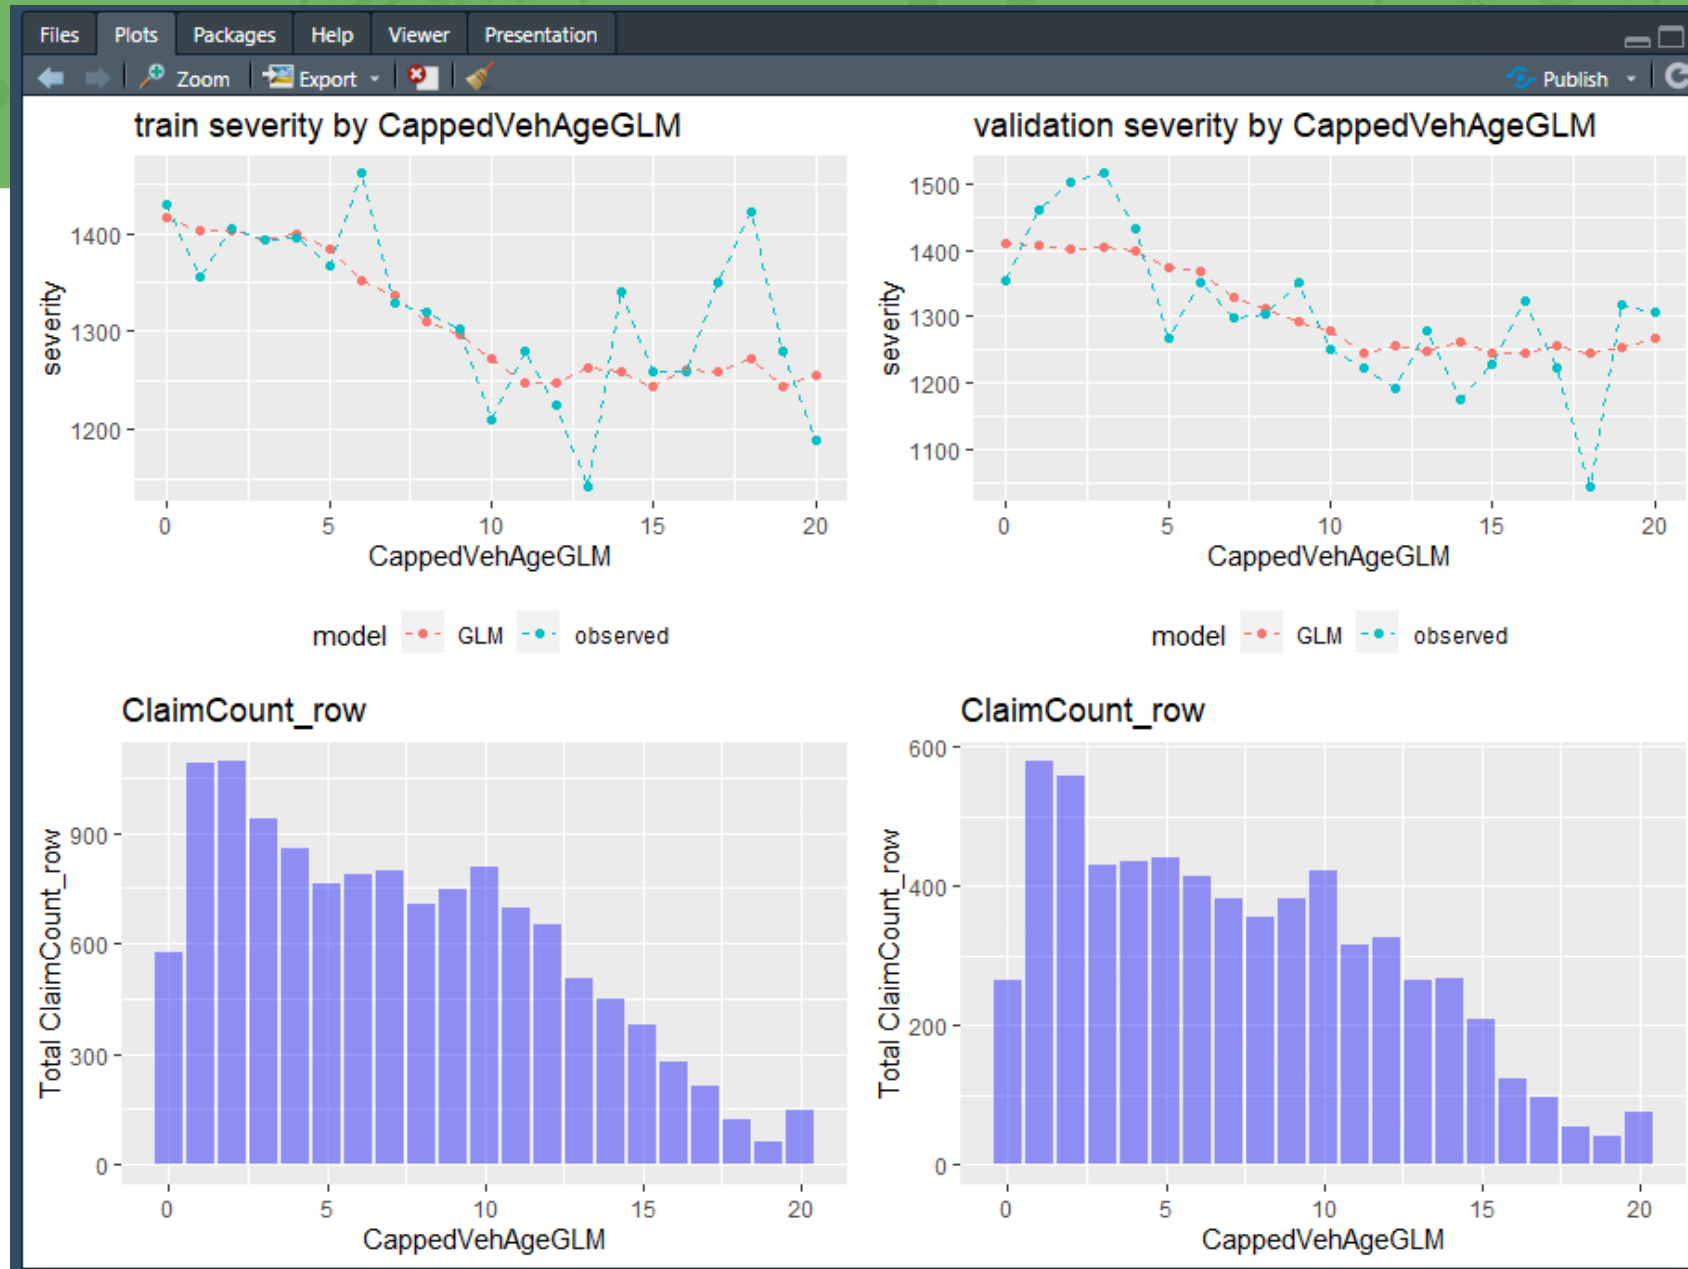 Files Plots Packages Help Viewer Presentation
Zoom Export Publish
train severity by CappedVehAgeGLM
severity
1400
1300
1200
0 5 10 15 20
CappedVehAgeGLM
model GLM observed
validation severity by CappedVehAgeGLM
severity
1500
1400
1300
1200
1100
0 5 10 15 20
CappedVehAgeGLM
model GLM observed
ClaimCount_row
Total ClaimCount_row
900
600
300
0
0 5 10 15 20
CappedVehAgeGLM
ClaimCount_row
Total ClaimCount_row
600
400
200
0
0 5 10 15 20
CappedVehAgeGLM